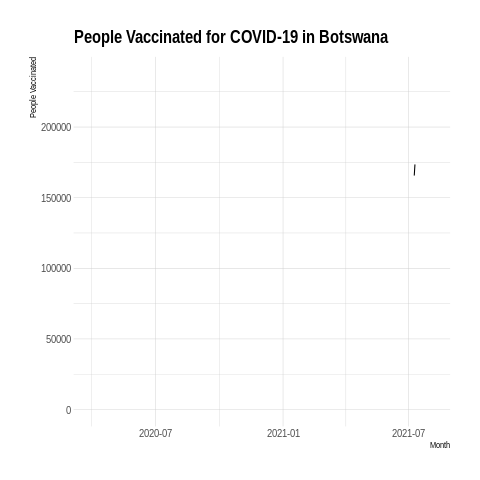 People Vaccinated for COVID-19 in Botswana
People Vaccinated
200000
150000
100000
50000
0
2020-07 2021-01 2021-07
Month